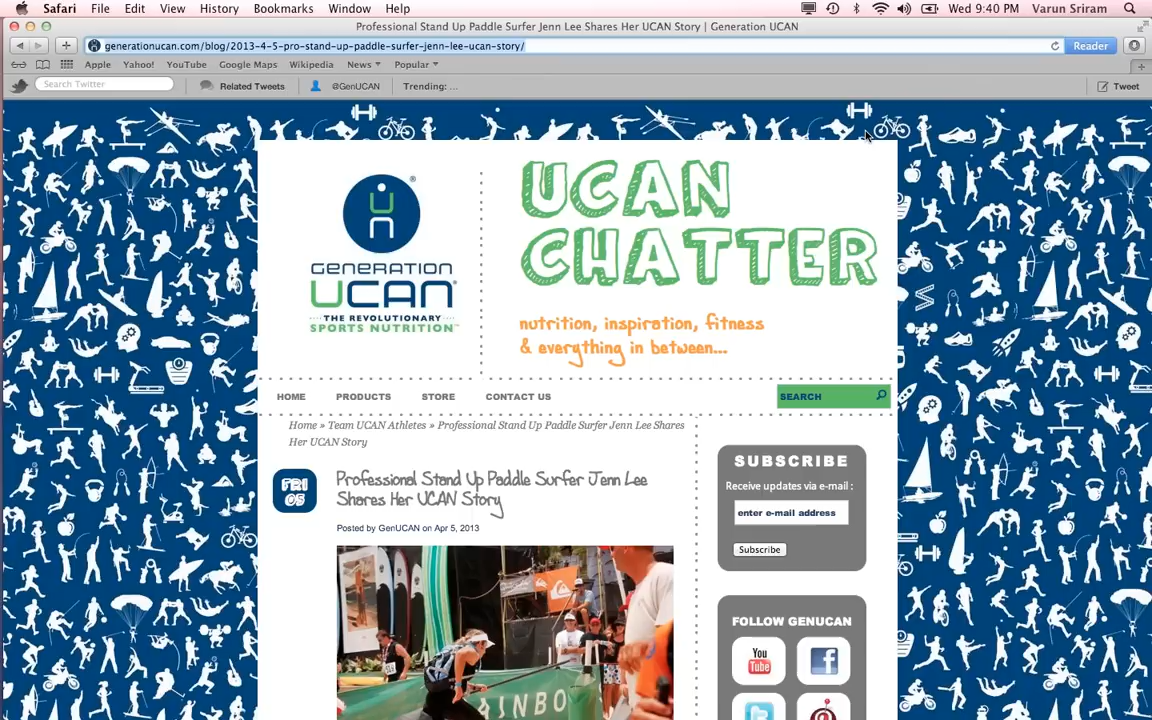 Safari File Edit View History Bookmarks Window Help
Wed 9:40 PM Varun Sriram
Professional Stand Up Paddle Surfer Jenn Lee Shares Her UCAN Story | Generation UCAN
generationucan.com/blog/2013-4-5-pro-stand-up-paddle-surfer-jenn-lee-ucan-story/
Reader
Apple Yahoo! YouTube Google Maps Wikipedia News Popular
Search Twitter Related Tweets @GenUCAN Trending: ... Tweet
UCAN
CHATTER
nutrition, inspiration, fitness
& everything in between...
UN ®
GENERATION
UCAN®
THE REVOLUTIONARY
SPORTS NUTRITION™
HOME PRODUCTS STORE CONTACT US
SEARCH
Home » Team UCAN Athletes » Professional Stand Up Paddle Surfer Jenn Lee Shares
Her UCAN Story
FRI
05
Professional Stand Up Paddle Surfer Jenn Lee
Shares Her UCAN Story
Posted by GenUCAN on Apr 5, 2013
QUIKSILVER
AINBO
SUBSCRIBE
Receive updates via e-mail :
enter e-mail address
Subscribe
FOLLOW GENUCAN
You
Tube
f